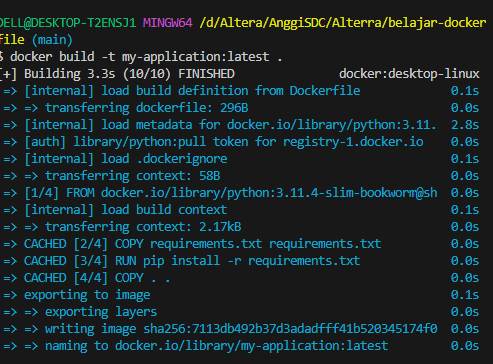 DELL@DESKTOP-T2ENSJ1 MINGW64 /d/Altera/AnggiSDC/Alterra/belajar-docker
file (main)
$ docker build -t my-application:latest .
[+] Building 3.3s (10/10) FINISHED docker:desktop-linux
=> [internal] load build definition from Dockerfile 0.1s
=> => transferring dockerfile: 296B 0.0s
=> [internal] load metadata for docker.io/library/python:3.11. 2.8s
=> [auth] library/python:pull token for registry-1.docker.io 0.0s
=> [internal] load .dockerignore 0.1s
=> => transferring context: 58B 0.0s
=> [1/4] FROM docker.io/library/python:3.11.4-slim-bookworm@sh 0.0s
=> [internal] load build context 0.1s
=> => transferring context: 2.17kB 0.0s
=> CACHED [2/4] COPY requirements.txt requirements.txt 0.0s
=> CACHED [3/4] RUN pip install -r requirements.txt 0.0s
=> CACHED [4/4] COPY . . 0.0s
=> exporting to image 0.1s
=> => exporting layers 0.0s
=> => writing image sha256:7113db492b37d3adadfff41b520345174f0 0.0s
=> => naming to docker.io/library/my-application:latest 0.0s